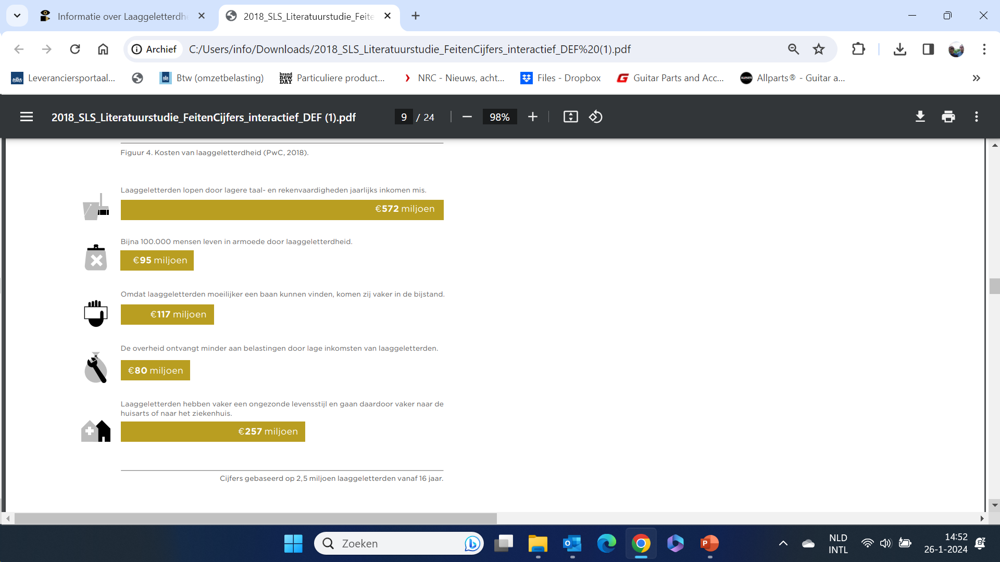 Informatie over Laaggeletterdhe
2018_SLS_Literatuurstudie_Feite
Archief
C:/Users/info/Downloads/2018_SLS_Literatuurstudie_FeitenCijfers_interactief_DEF%20(1).pdf
Leveranciersportaal...
Btw (omzetbelasting)
brand new DAY
Particuliere product...
NRC - Nieuws, acht...
Files - Dropbox
Guitar Parts and Acc...
ALLPARTS
Allparts® - Guitar a...
2018_SLS_Literatuurstudie_FeitenCijfers_interactief_DEF (1).pdf
9 / 24
98%
Figuur 4. Kosten van laaggeletterdheid (PwC, 2018).
Laaggeletterden lopen door lagere taal- en rekenvaardigheden jaarlijks inkomen mis.
€572 miljoen
Bijna 100.000 mensen leven in armoede door laaggeletterdheid.
€95 miljoen
Omdat laaggeletterden moeilijker een baan kunnen vinden, komen zij vaker in de bijstand.
€117 miljoen
De overheid ontvangt minder aan belastingen door lage inkomsten van laaggeletterden.
€80 miljoen
Laaggeletterden hebben vaker een ongezonde levensstijl en gaan daardoor vaker naar de
huisarts of naar het ziekenhuis.
€257 miljoen
Cijfers gebaseerd op 2,5 miljoen laaggeletterden vanaf 16 jaar.
Zoeken
NLD
INTL
14:52
26-1-2024